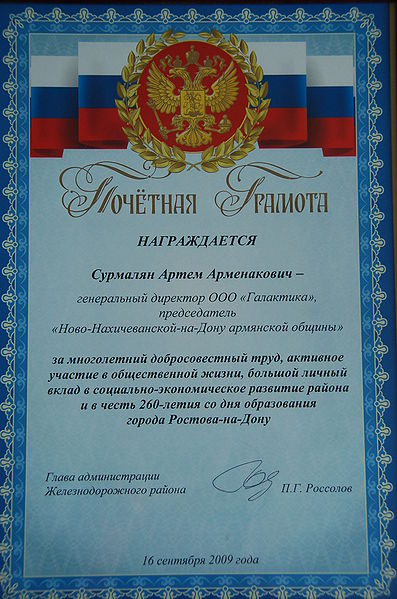 Почётная Грамота
НАГРАЖДАЕТСЯ
Сурмалян Артем Арменакович –
генеральный директор ООО «Галактика»,
председатель
«Ново-Нахичеванской-на-Дону армянской общины»
за многолетний добросовестный труд, активное
участие в общественной жизни, большой личный
вклад в социально-экономическое развитие района
и в честь 260-летия со дня образования
города Ростова-на-Дону
Глава администрации
Железнодорожного района П.Г. Россолов
16 сентября 2009 года